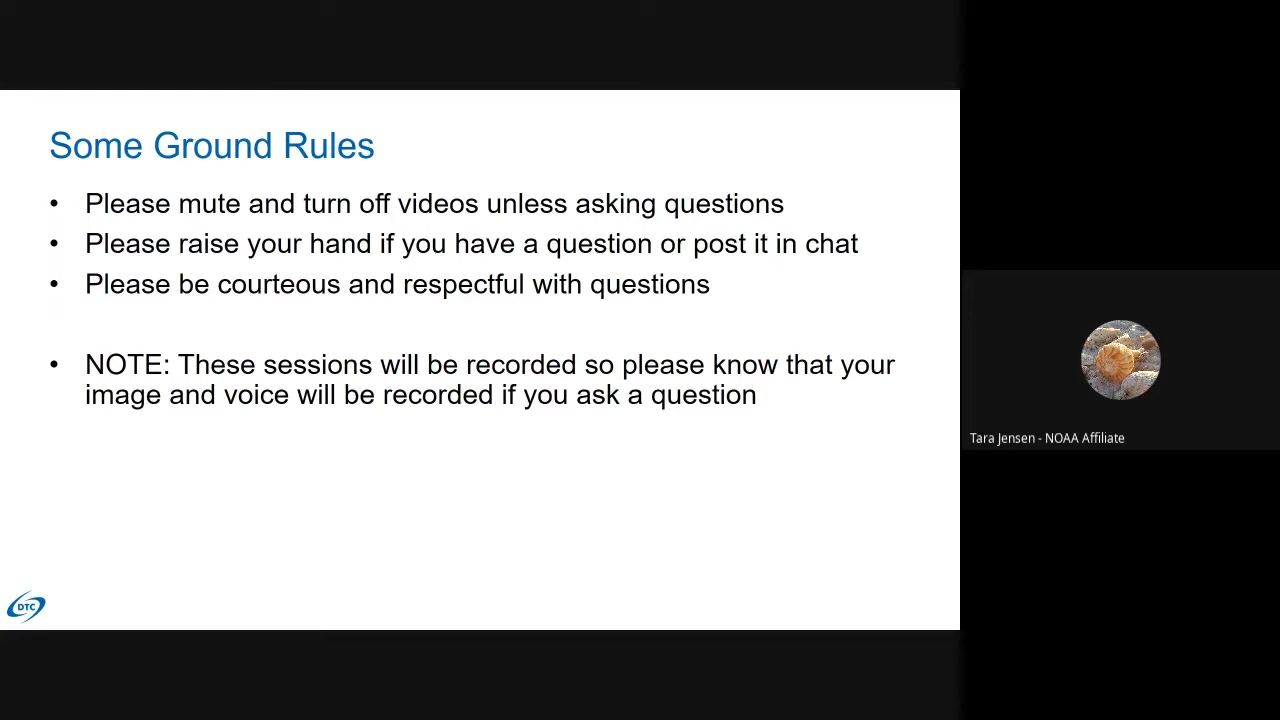 Some Ground Rules
• Please mute and turn off videos unless asking questions
• Please raise your hand if you have a question or post it in chat
• Please be courteous and respectful with questions
• NOTE: These sessions will be recorded so please know that your
image and voice will be recorded if you ask a question
Tara Jensen - NOAA Affiliate
DTC